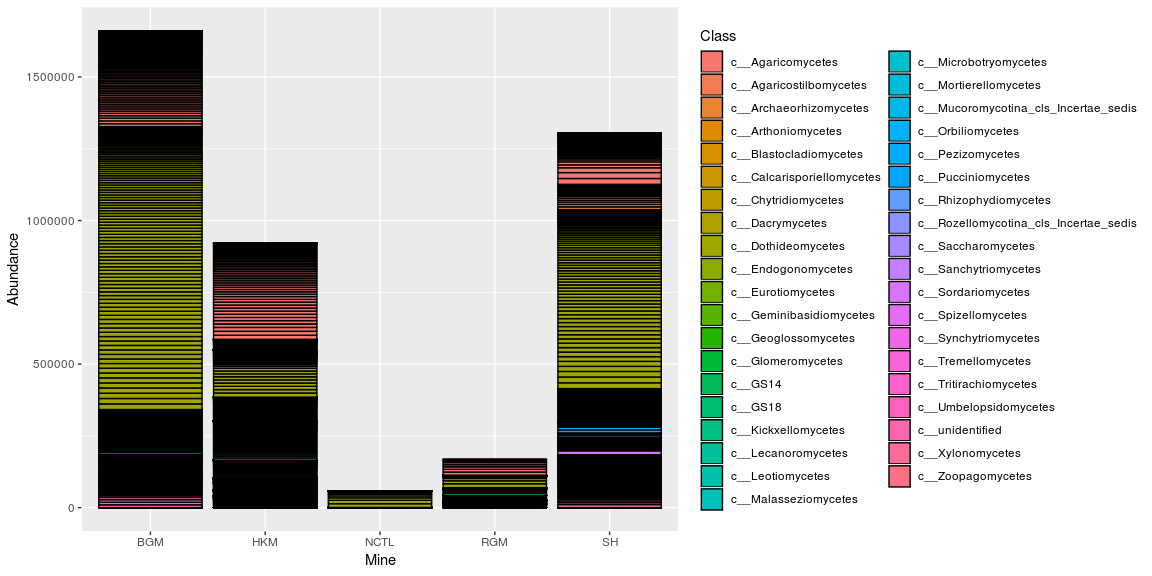 Abundance
1500000
1000000
500000
0
BGM
HKM
NCTL
RGM
SH
Mine
Class
c__Agaricomycetes
c__Agaricostilbomycetes
c__Archaeorhizomycetes
c__Arthoniomycetes
c__Blastocladiomycetes
c__Calcarisporiellomycetes
c__Chytridiomycetes
c__Dacrymycetes
c__Dothideomycetes
c__Endogonomycetes
c__Eurotiomycetes
c__Geminibasidiomycetes
c__Geoglossomycetes
c__Glomeromycetes
c__GS14
c__GS18
c__Kickxellomycetes
c__Lecanoromycetes
c__Leotiomycetes
c__Malasseziomycetes
c__Microbotryomycetes
c__Mortierellomycetes
c__Mucoromycotina_cls_Incertae_sedis
c__Orbiliomycetes
c__Pezizomycetes
c__Pucciniomycetes
c__Rhizophydiomycetes
c__Rozellomycotina_cls_Incertae_sedis
c__Saccharomycetes
c__Sanchytriomycetes
c__Sordariomycetes
c__Spizellomycetes
c__Synchytriomycetes
c__Tremellomycetes
c__Tritirachiomycetes
c__Umbelopsidomycetes
c__unidentified
c__Xylonomycetes
c__Zoopagomycetes